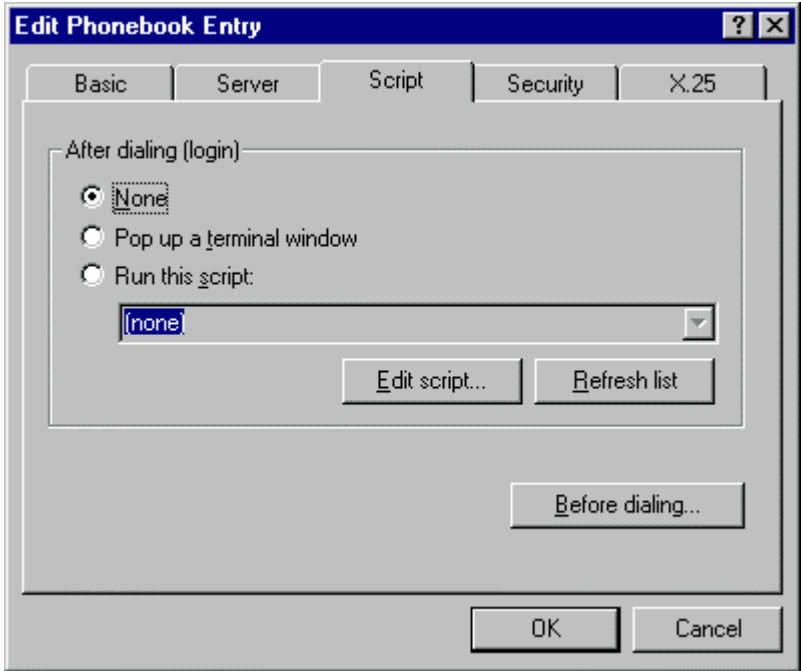 Edit Phonebook Entry ?
Basic Server Script Security X.25
After dialing (login)
None
Pop up a terminal window
Run this script:
(none)
Edit script... Refresh list
Before dialing...
OK Cancel